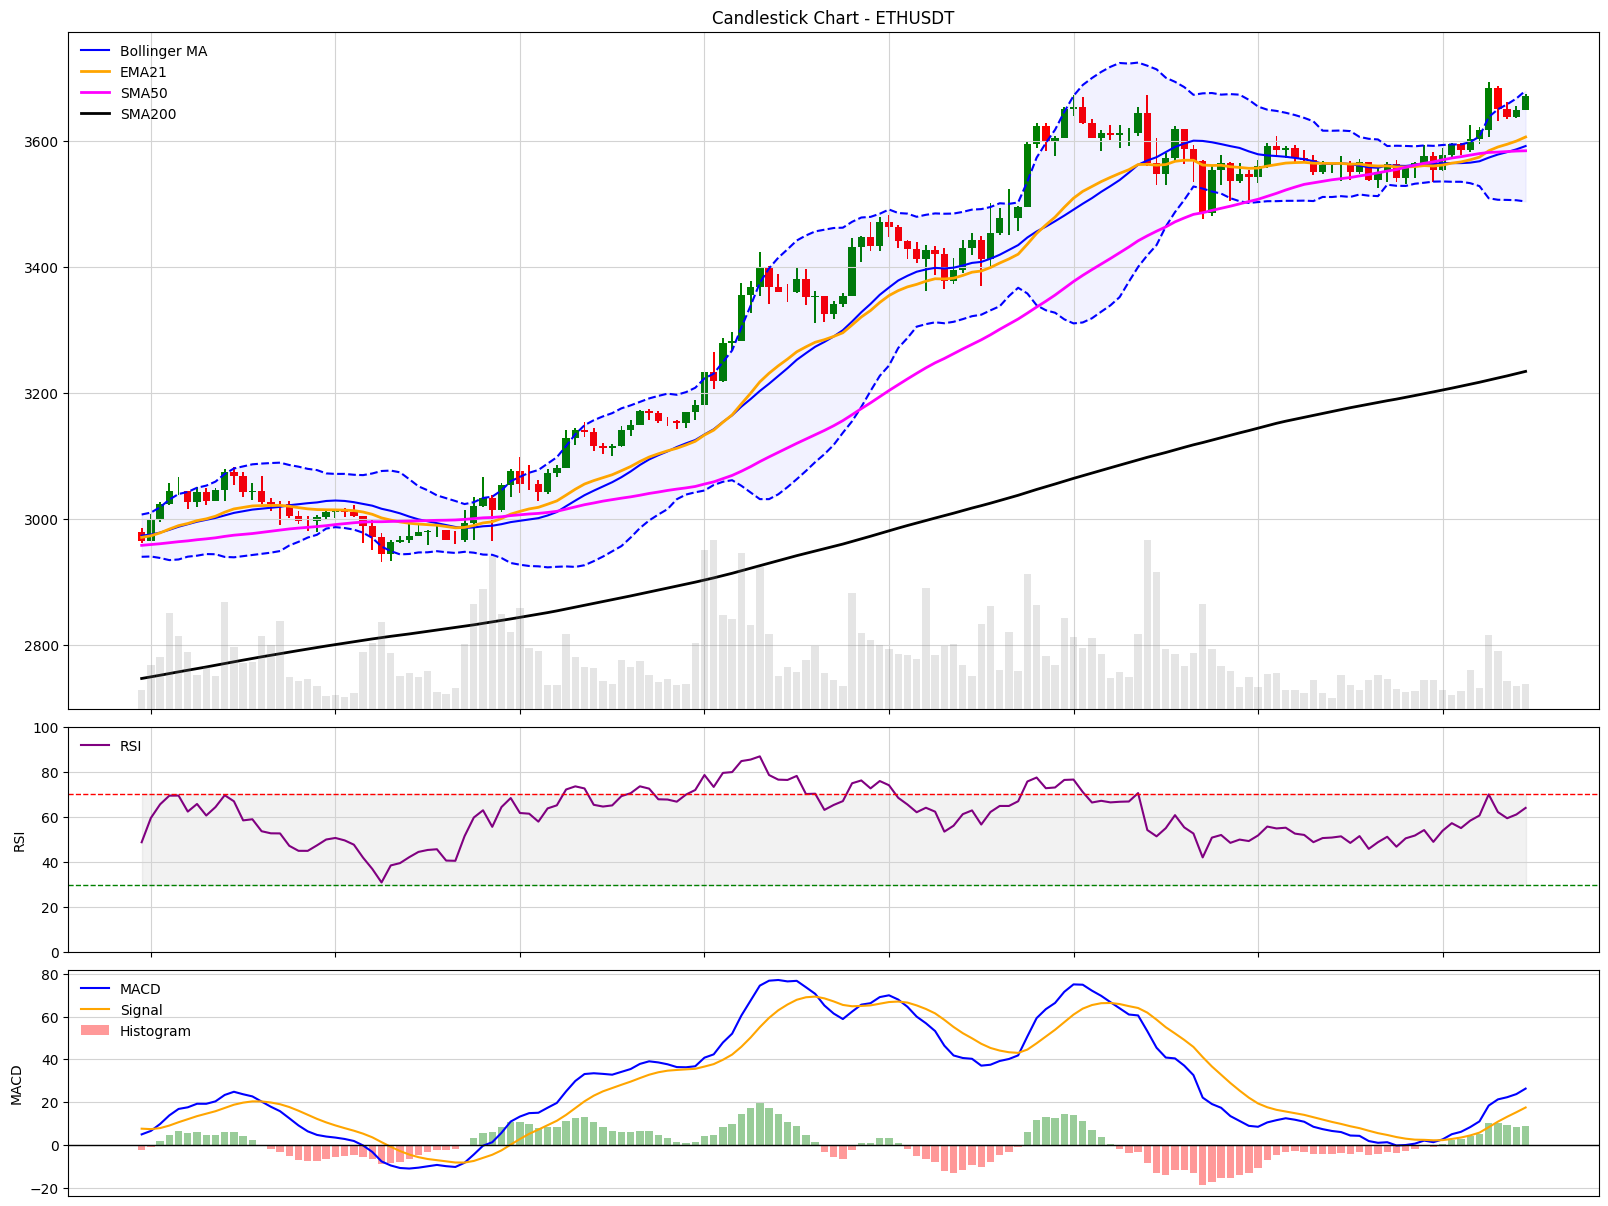 Candlestick Chart - ETHUSDT
Bollinger MA
EMA21
SMA50
SMA200
3600
3400
3200
3000
2800
RSI
RSI
100
80
60
40
20
0
MACD
Signal
Histogram
MACD
80
60
40
20
0
−20